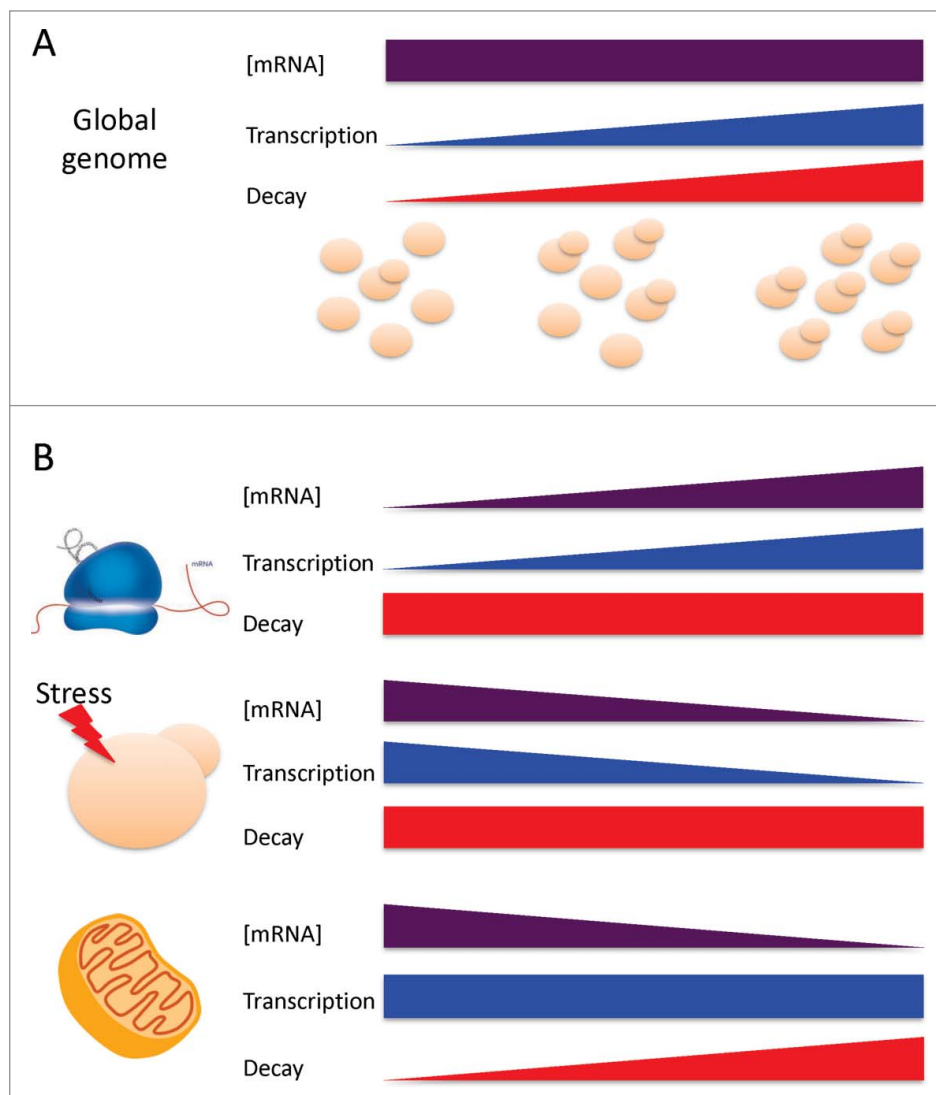 A
[mRNA]
Global
genome
Transcription
Decay
B
[mRNA]
mRNA
Transcription
Decay
Stress
[mRNA]
Transcription
Decay
[mRNA]
Transcription
Decay